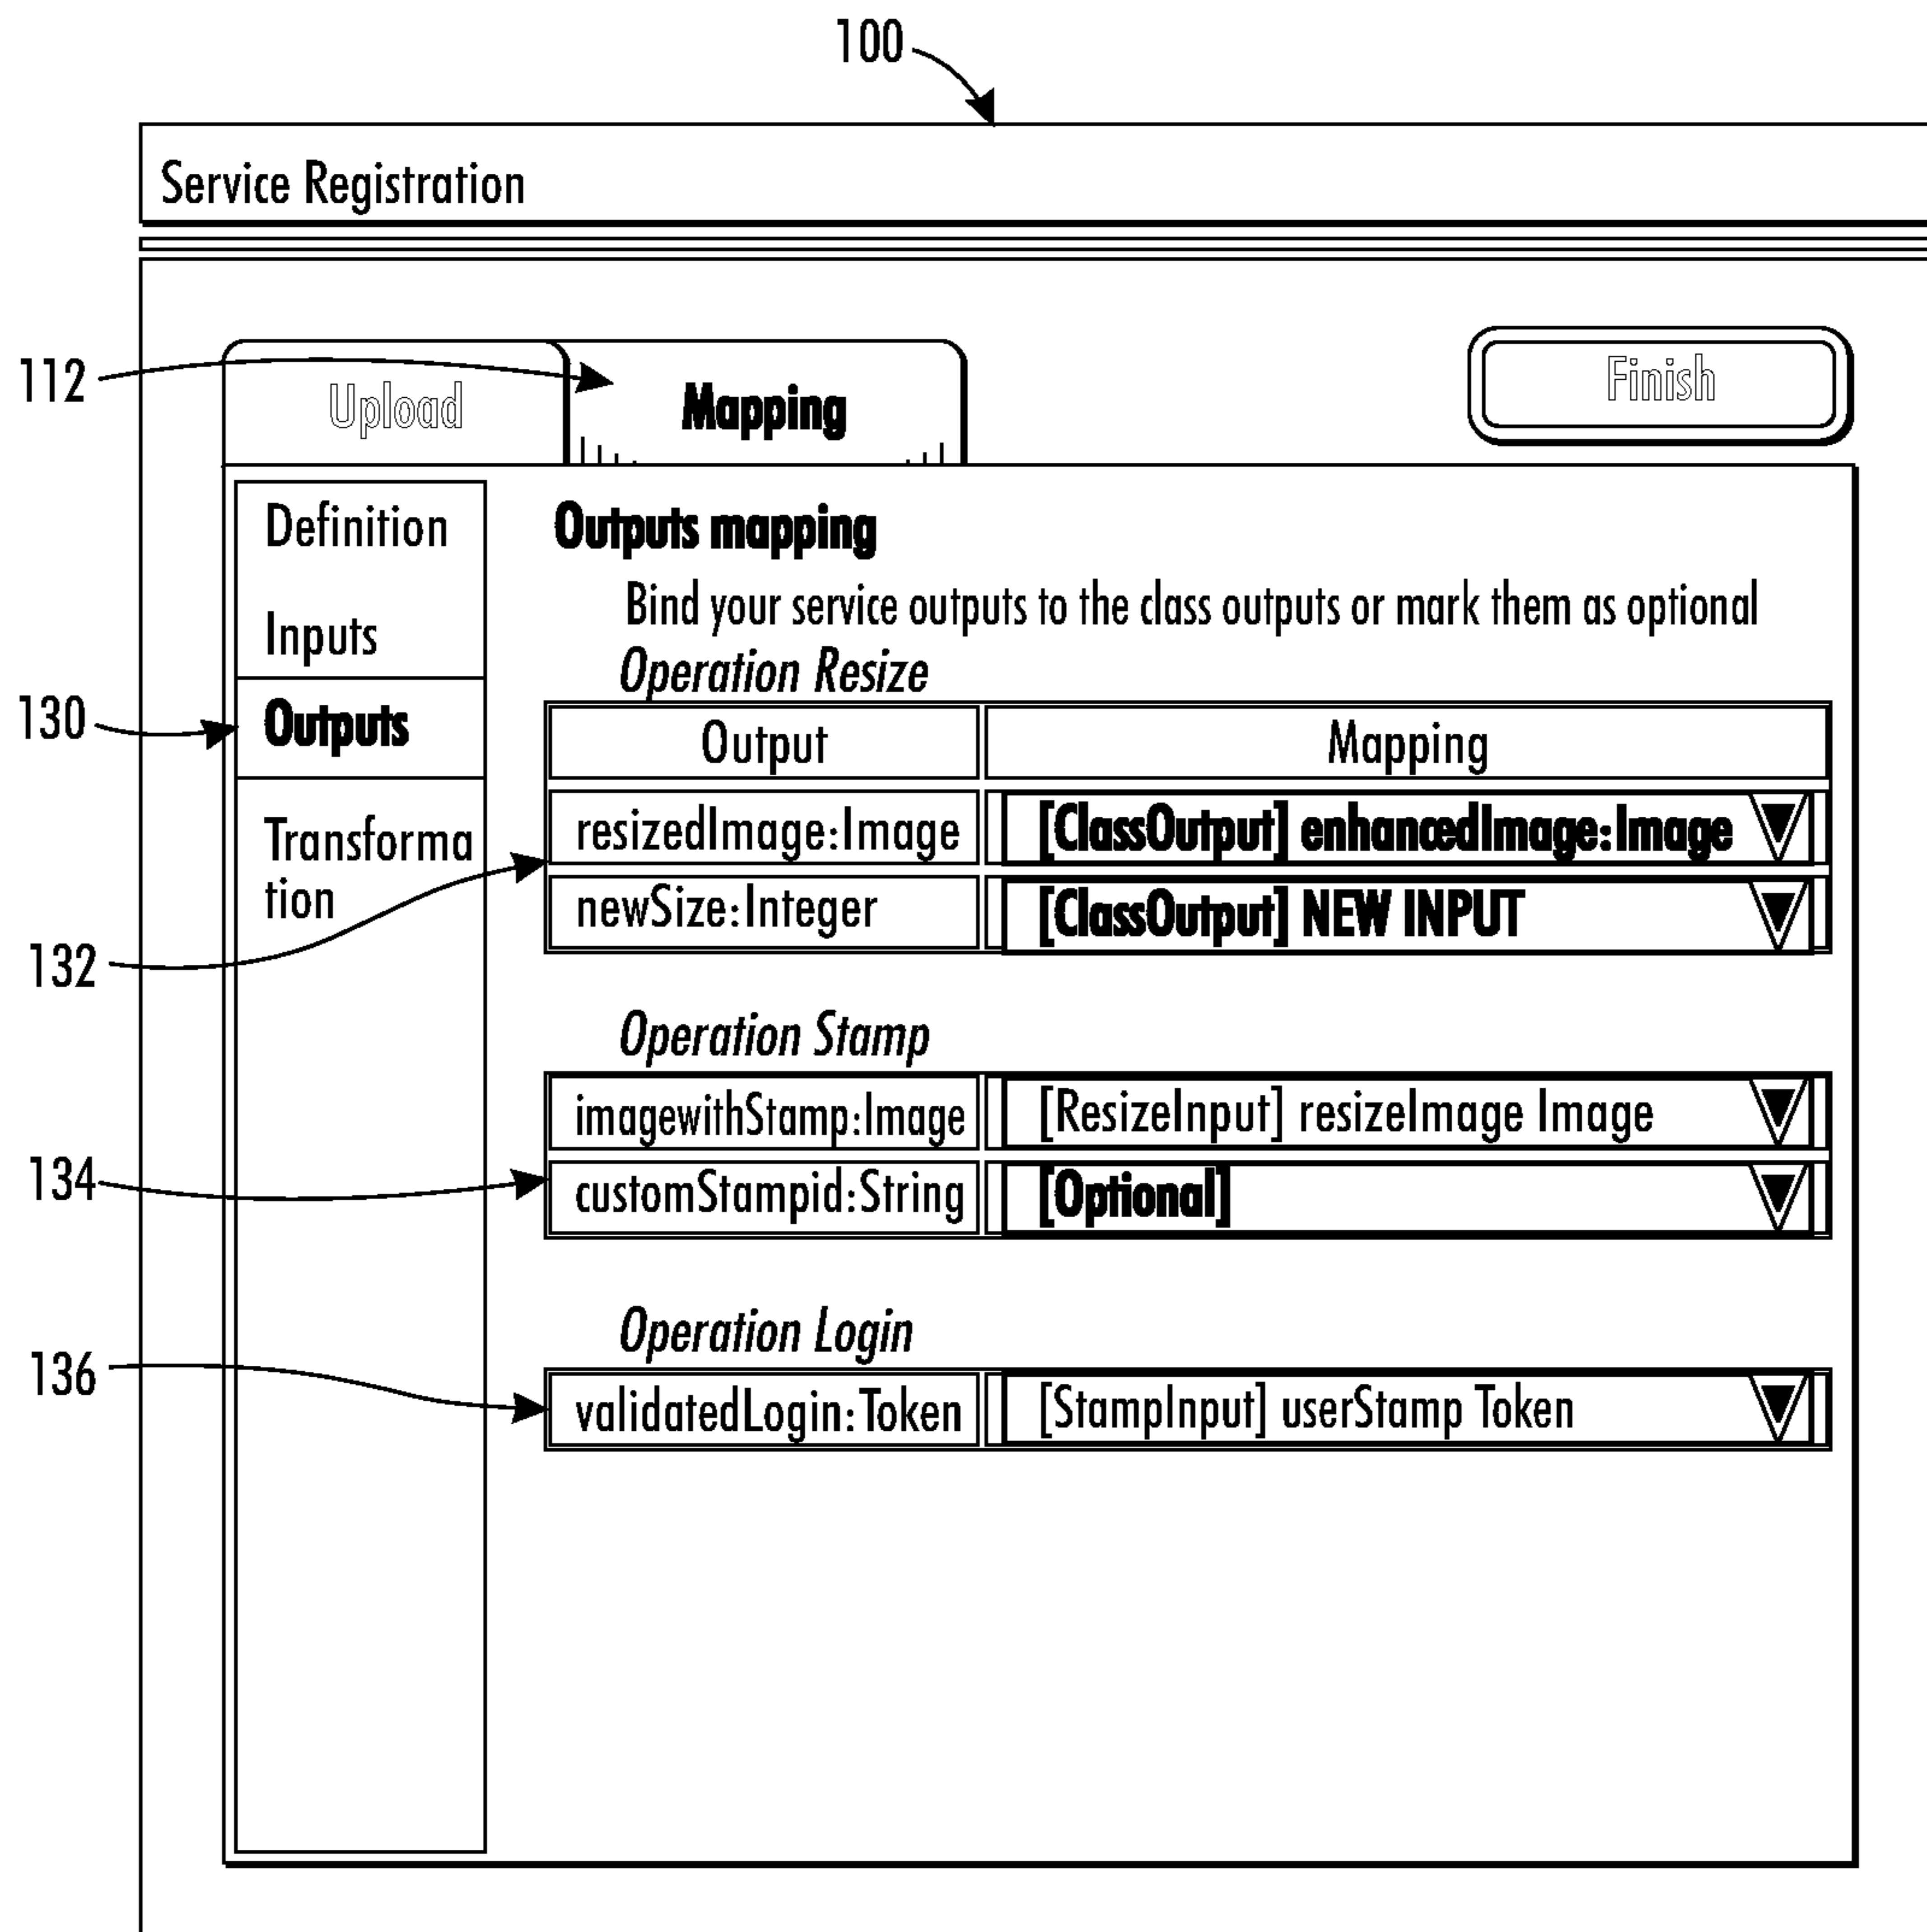 100
Service Registration
112
Upload
Mapping
Finish
Definition
Inputs
130
Outputs
Transforma
tion
Outputs mapping
Bind your service outputs to the class outputs or mark them as optional
Operation Resize
Output Mapping
resizedImage:Image [ClassOutput] enhancedImage:Image
newSize:Integer [ClassOutput] NEW INPUT
132
Operation Stamp
imagewithStamp:Image [ResizeInput] resizeImage Image
134
customStampid:String [Optional]
Operation Login
136
validatedLogin:Token [StampInput] userStamp Token